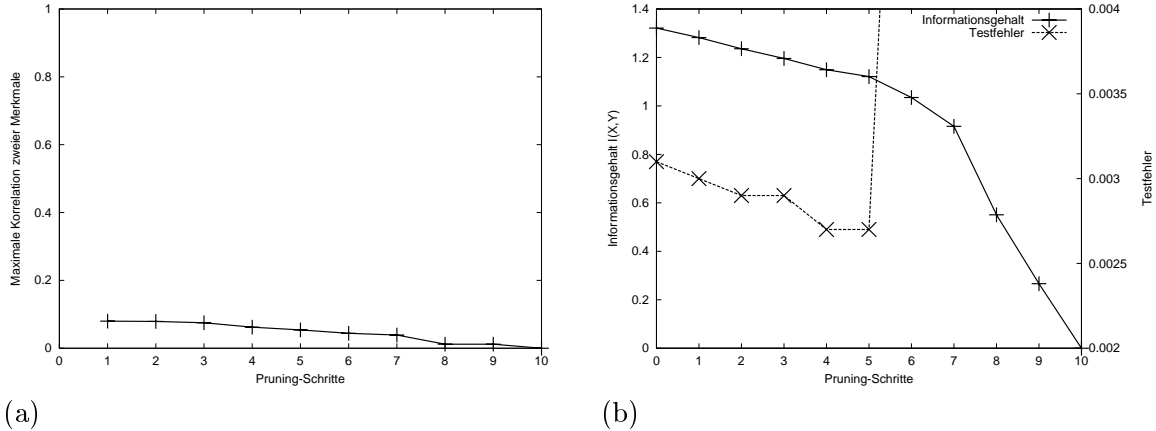 1
0.8
0.6
0.4
0.2
0
Maximale Korrelation zweier Merkmale
0 1 2 3 4 5 6 7 8 9 10
Pruning-Schritte
(a)
1.4
1.2
1
0.8
0.6
0.4
0.2
0
Informationsgehalt I(X,Y)
Informationsgehalt
Testfehler
0.004
0.0035
0.003
0.0025
0.002
Testfehler
0 1 2 3 4 5 6 7 8 9 10
Pruning-Schritte
(b)